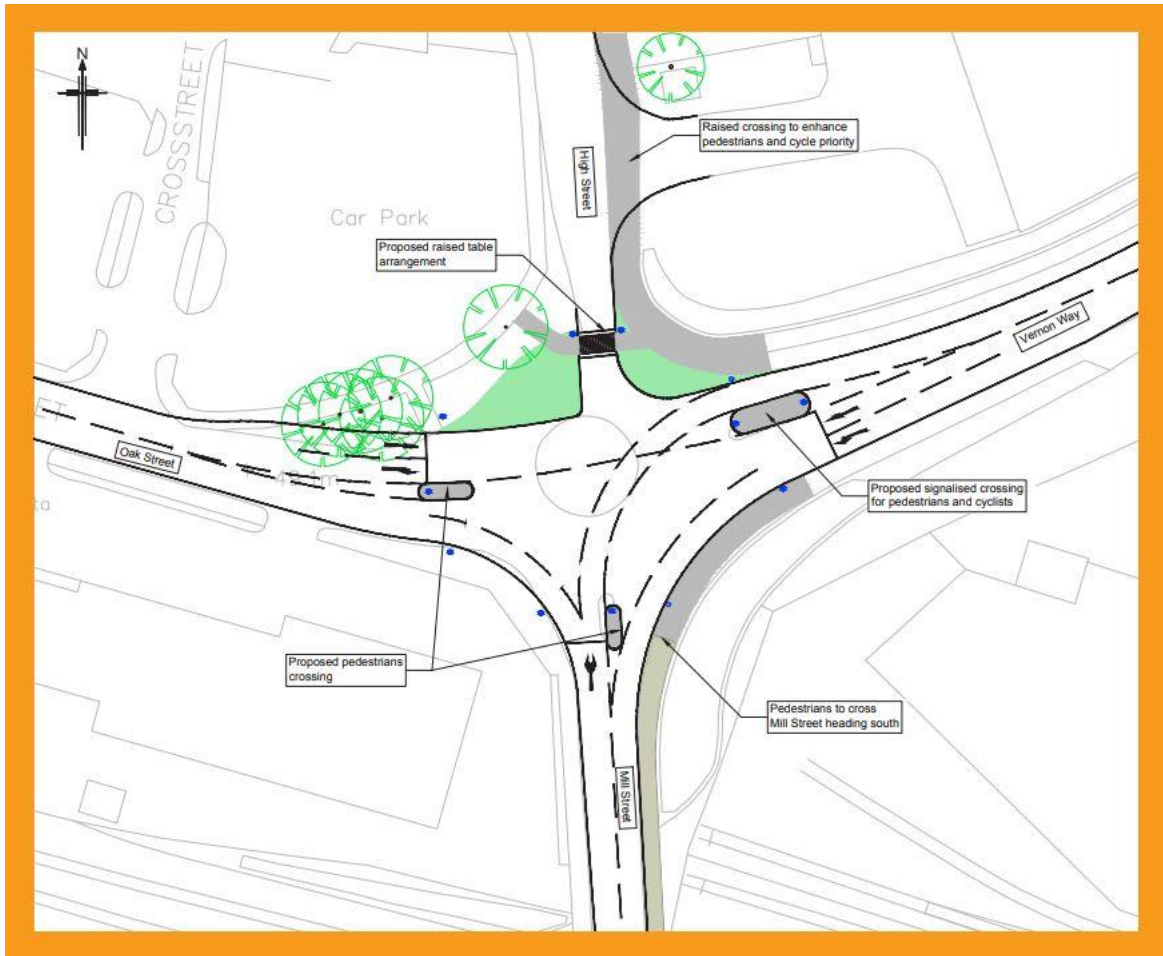 N
CROSSSTREET
Raised crossing to enhance
pedestrians and cycle priority
High Street
Car Park
Proposed raised table
arrangement
Vernon Way
Oak Street
Proposed signalised crossing
for pedestrians and cyclists
Proposed pedestrians
crossing
Pedestrians to cross
Mill Street heading south
Mill Street